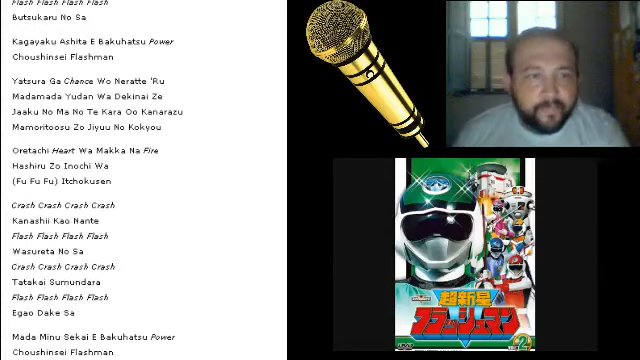 Flash Flash Flash Flash
Butsukaru No Sa
Kagayaku Ashita E Bakuhatsu Power
Choushinsei Flashman
Yatsura Ga Chance Wo Neratte 'Ru
Madamada Yudan Wa Dekinai Ze
Jaaku No Ma No Te Kara Oo Kanarazu
Mamoritoosu Zo Jiyuu No Kokyou
Oretachi Heart Wa Makka Na Fire
Hashiru Zo Inochi Wa
(Fu Fu Fu) Itchokusen
Crash Crash Crash Crash
Kanashii Kao Nante
Flash Flash Flash Flash
Wasureta No Sa
Crash Crash Crash Crash
Tatakai Sumundara
Flash Flash Flash Flash
Egao Dake Sa
Mada Minu Sekai E Bakuhatsu Power
Choushinsei Flashman
超新星
フラッシュマン
2